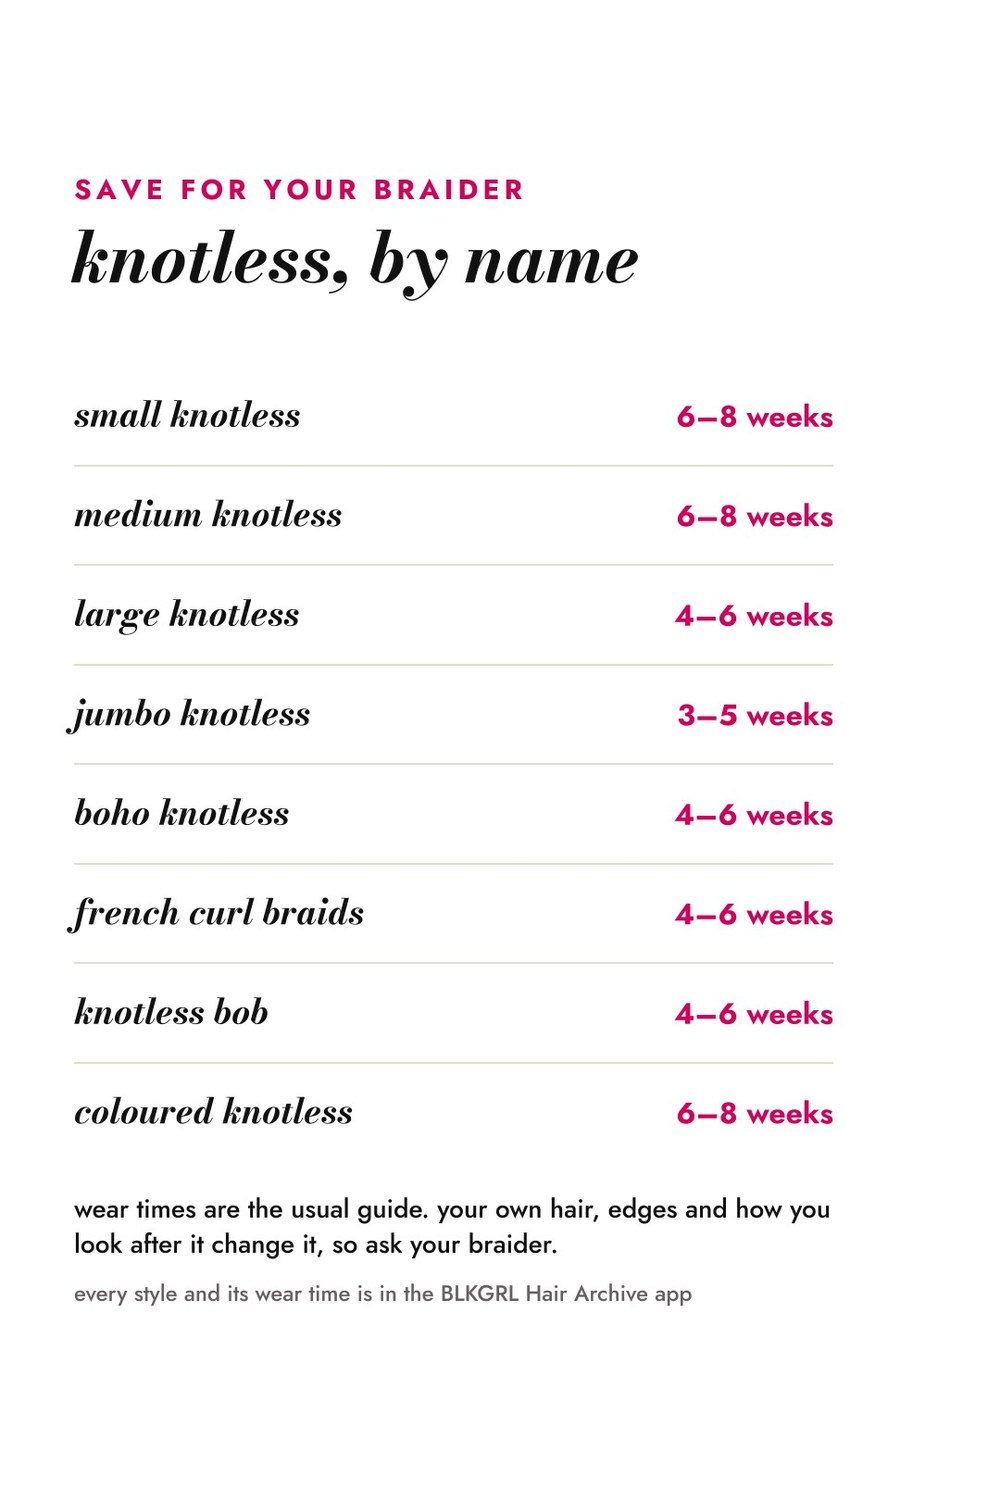 SAVE FOR YOUR BRAIDER
knotless, by name
small knotless 6–8 weeks
medium knotless 6–8 weeks
large knotless 4–6 weeks
jumbo knotless 3–5 weeks
boho knotless 4–6 weeks
french curl braids 4–6 weeks
knotless bob 4–6 weeks
coloured knotless 6–8 weeks
wear times are the usual guide. your own hair, edges and how you
look after it change it, so ask your braider.
every style and its wear time is in the BLKGRL Hair Archive app